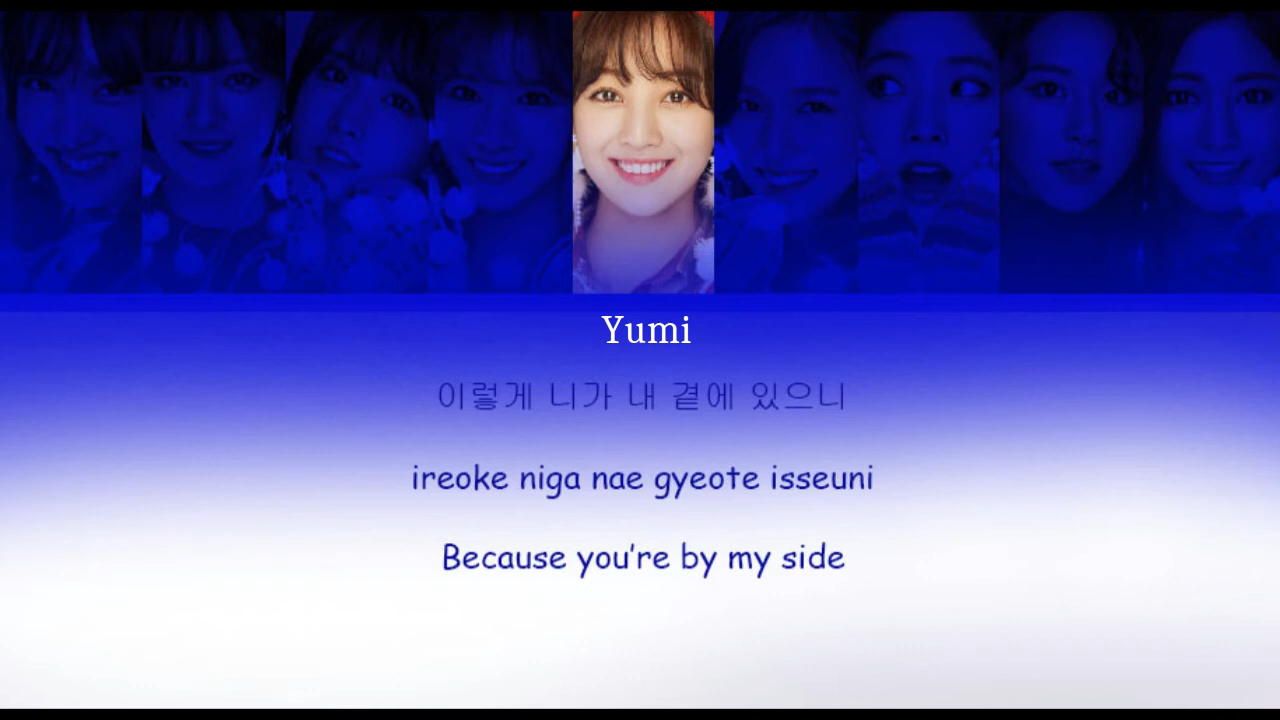 Yumi
이렇게 니가 내 곁에 있으니
ireoke niga nae gyeote isseuni
Because you're by my side